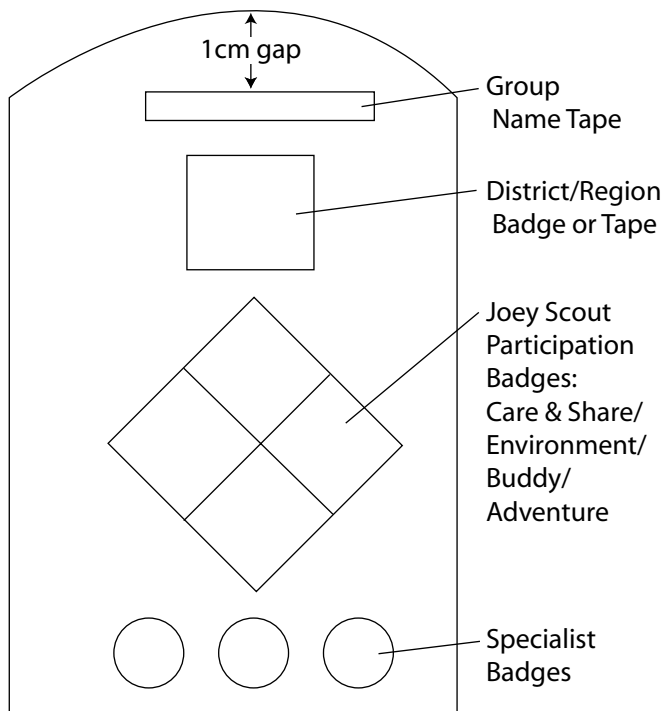 1cm gap
Group
Name Tape
District/Region
Badge or Tape
Joey Scout
Participation
Badges:
Care & Share/
Environment/
Buddy/
Adventure
Specialist
Badges